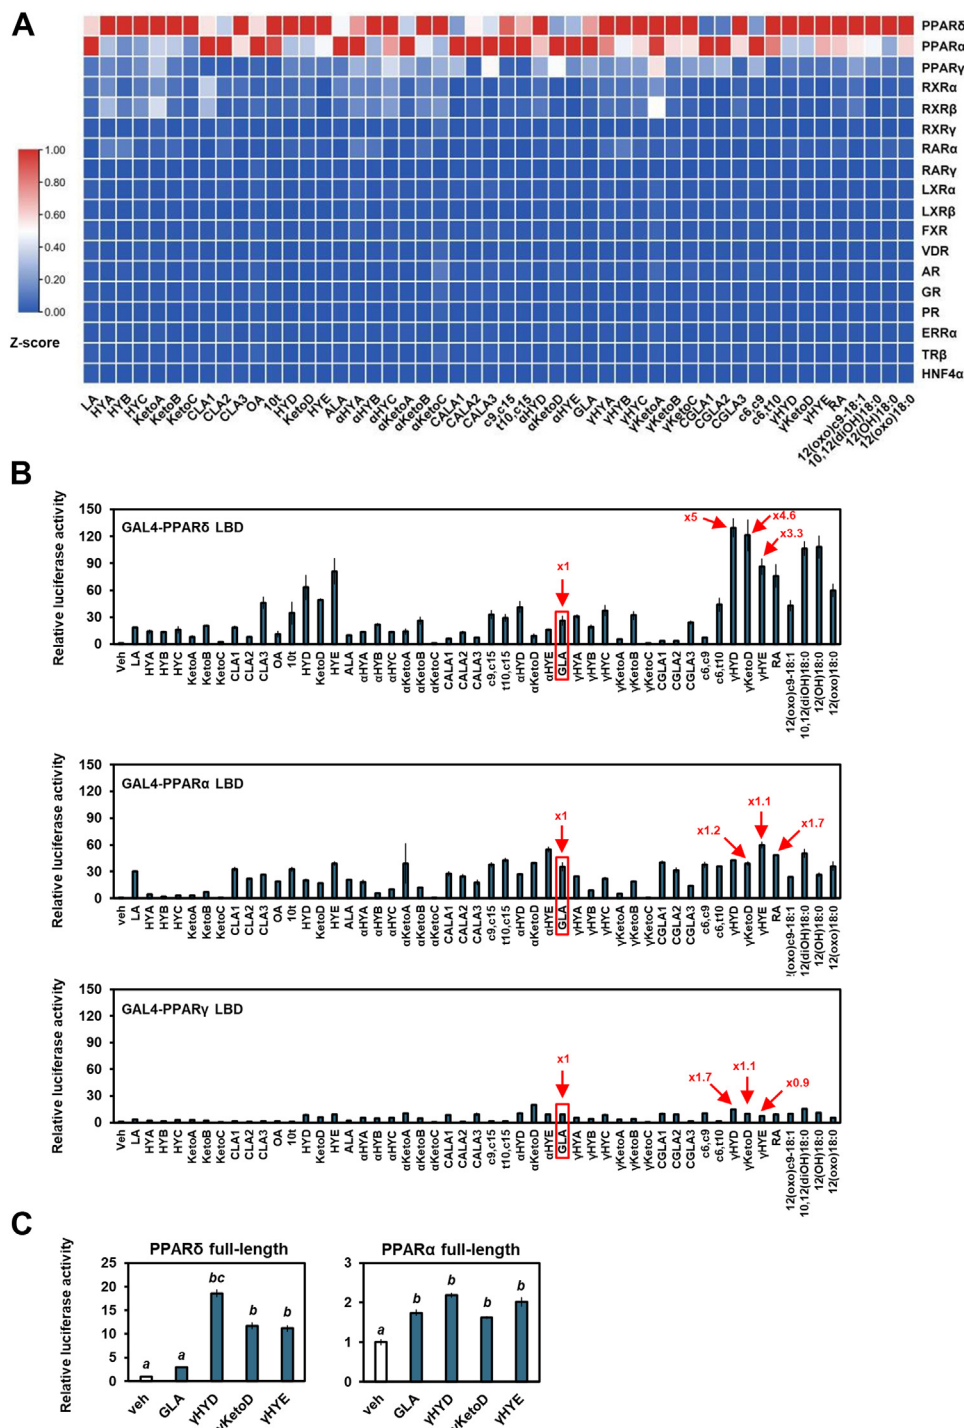 A
PPARδ
PPARα
PPARγ
RXRα
RXRβ
RXRγ
RARα
RARγ
LXRα
LXRβ
FXR
VDR
AR
GR
PR
ERRα
TRβ
HNF4α
1.00
0.80
0.60
0.40
0.20
0.00
Z-score
LA HYA HYB HYC KetoA KetoB KetoC CLA1 CLA2 CLA3 OA 10t HYD KetoD HYE ALA αHYA αHYB αHYC αKetoA αKetoB αKetoC CALA1 CALA2 CALA3 c9,c15 t10,c15 αHYD αKetoD αHYE GLA γHYA γHYB γHYC γKetoA γKetoB γKetoC CGLA1 CGLA2 CGLA3 c6,c9 c6,t10 γHYD γKetoD γHYE RA 12(oxo)c9-18:1 10,12(diOH)18:0 12(OH)18:0 12(oxo)18:0
B
Relative luciferase activity
150
120
90
60
30
0
GAL4-PPARδ LBD
x1
x5
x4.6
x3.3
Veh LA HYA HYB HYC KetoA KetoB KetoC CLA1 CLA2 CLA3 OA 10t HYD KetoD HYE ALA αHYA αHYB αHYC αKetoA αKetoB αKetoC CALA1 CALA2 CALA3 c9,c15 t10,c15 αHYD αKetoD αHYE GLA γHYA γHYB γHYC γKetoA γKetoB γKetoC CGLA1 CGLA2 CGLA3 c6,c9 c6,t10 γHYD γKetoD γHYE RA 12(oxo)c9-18:1 10,12(diOH)18:0 12(OH)18:0 12(oxo)18:0
Relative luciferase activity
150
120
90
60
30
0
GAL4-PPARα LBD
x1
x1.2
x1.1
x1.7
veh LA HYA HYB HYC KetoA KetoB KetoC CLA1 CLA2 CLA3 OA 10t HYD KetoD HYE ALA αHYA αHYB αHYC αKetoA αKetoB αKetoC CALA1 CALA2 CALA3 c9,c15 t10,c15 αHYD αKetoD αHYE GLA γHYA γHYB γHYC γKetoA γKetoB γKetoC CGLA1 CGLA2 CGLA3 c6,c9 c6,t10 γHYD γKetoD γHYE RA 2(oxo)c9-18:1 10,12(diOH)18:0 12(OH)18:0 12(oxo)18:0
Relative luciferase activity
150
120
90
60
30
0
GAL4-PPARγ LBD
x1
x1.7
x1.1
x0.9
Veh LA HYA HYB HYC KetoA KetoB KetoC CLA1 CLA2 CLA3 OA 10t HYD KetoD HYE ALA αHYA αHYB αHYC αKetoA αKetoB αKetoC CALA1 CALA2 CALA3 c9,c15 t10,c15 αHYD αKetoD αHYE GLA γHYA γHYB γHYC γKetoA γKetoB γKetoC CGLA1 CGLA2 CGLA3 c6,c9 c6,t10 γHYD γKetoD γHYE RA 12(oxo)c9-18:1 10,12(diOH)18:0 12(OH)18:0 12(oxo)18:0
C
Relative luciferase activity
PPARδ full-length
25
20
15
10
5
0
a
a
bc
b
b
veh GLA γHYD γKetoD γHYE
PPARα full-length
3
2
1
0
a
b
b
b
b
veh GLA γHYD γKetoD γHYE